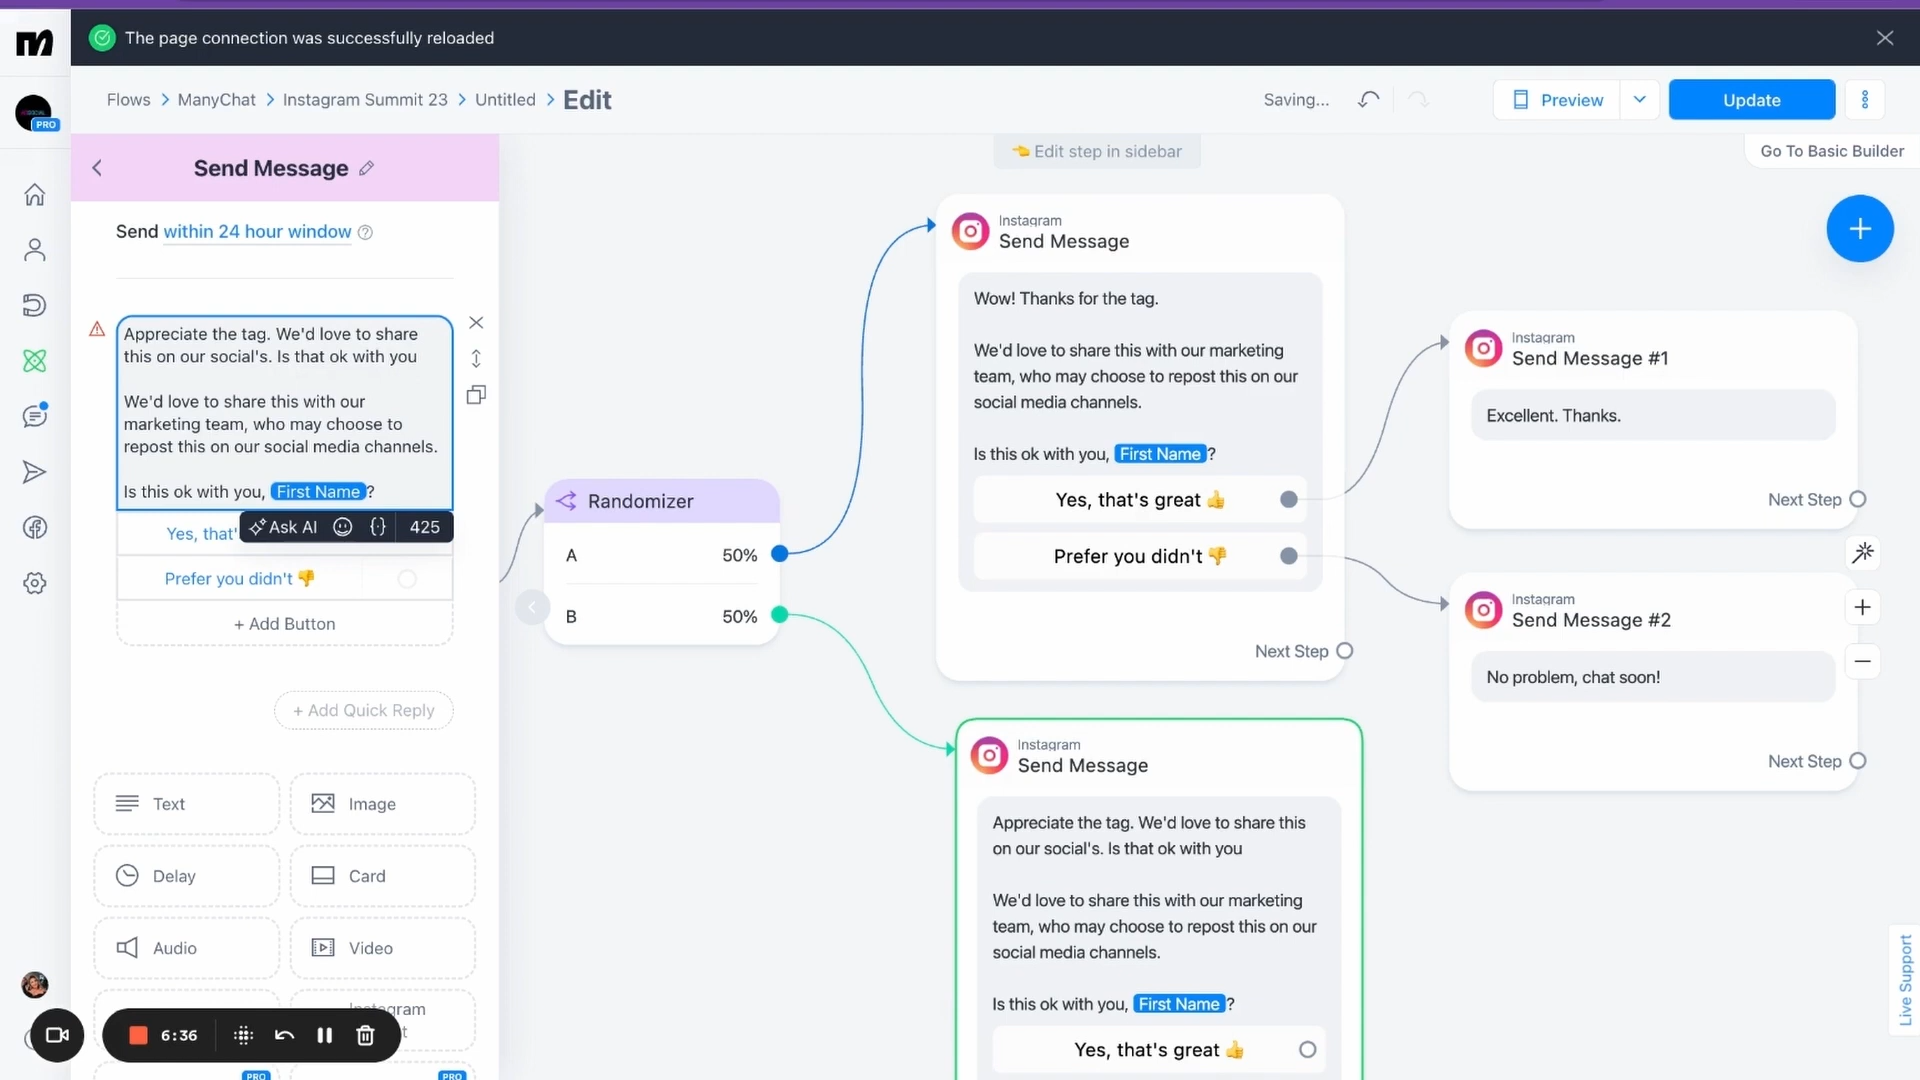 The page connection was successfully reloaded
Flows
ManyChat
Instagram Summit 23
Untitled
Edit
Saving...
Preview
Update
PRO
Send Message
Edit step in sidebar
Go To Basic Builder
Send within 24 hour window
Appreciate the tag. We'd love to share
this on our social's. Is that ok with you
We'd love to share this with our
marketing team, who may choose to
repost this on our social media channels.
Is this ok with you, First Name ?
Yes, that'
Ask AI
425
Prefer you didn't 👎
+ Add Button
+ Add Quick Reply
Text
Image
Delay
Card
Audio
Video
Instagram
PRO
PRO
6:36
Randomizer
A 50%
B 50%
Instagram
Send Message
Wow! Thanks for the tag.
We'd love to share this with our marketing
team, who may choose to repost this on our
social media channels.
Is this ok with you, First Name ?
Yes, that's great 👍
Prefer you didn't 👎
Next Step
Instagram
Send Message #1
Excellent. Thanks.
Next Step
Instagram
Send Message #2
No problem, chat soon!
Next Step
Instagram
Send Message
Appreciate the tag. We'd love to share this
on our social's. Is that ok with you
We'd love to share this with our marketing
team, who may choose to repost this on our
social media channels.
Is this ok with you, First Name ?
Yes, that's great 👍
Live Support